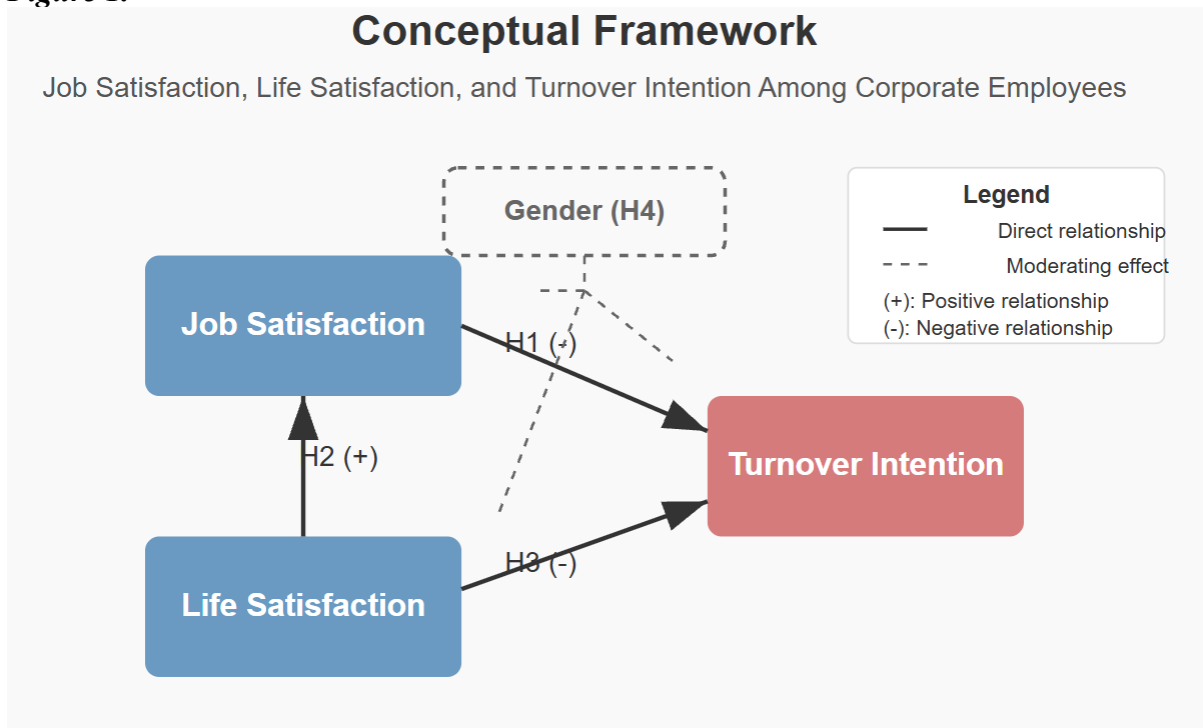 Conceptual Framework
Job Satisfaction, Life Satisfaction, and Turnover Intention Among Corporate Employees
Gender (H4)
Legend
Direct relationship
Moderating effect
(+): Positive relationship
(-): Negative relationship
Job Satisfaction
H1 (-)
H2 (+)
Turnover Intention
H3 (-)
Life Satisfaction